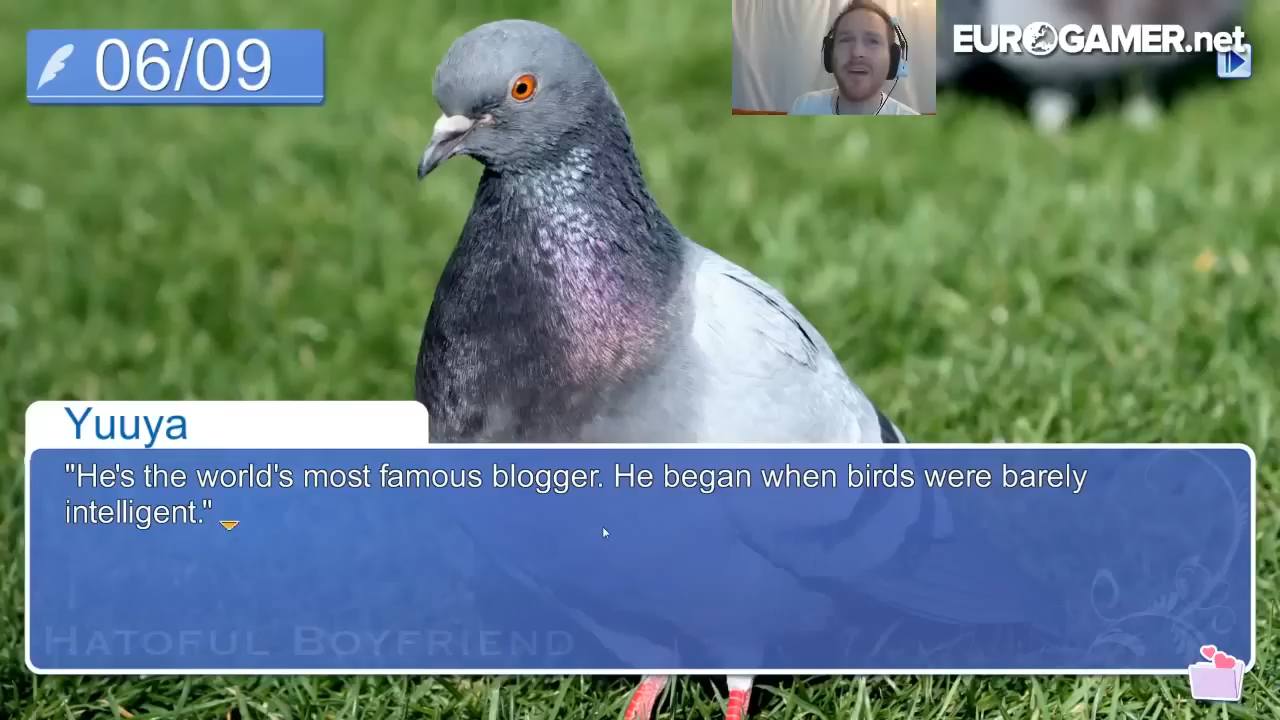 06/09
EUROGAMER.net
Yuuya
"He's the world's most famous blogger. He began when birds were barely
intelligent."
HATOFUL BOYFRIEND